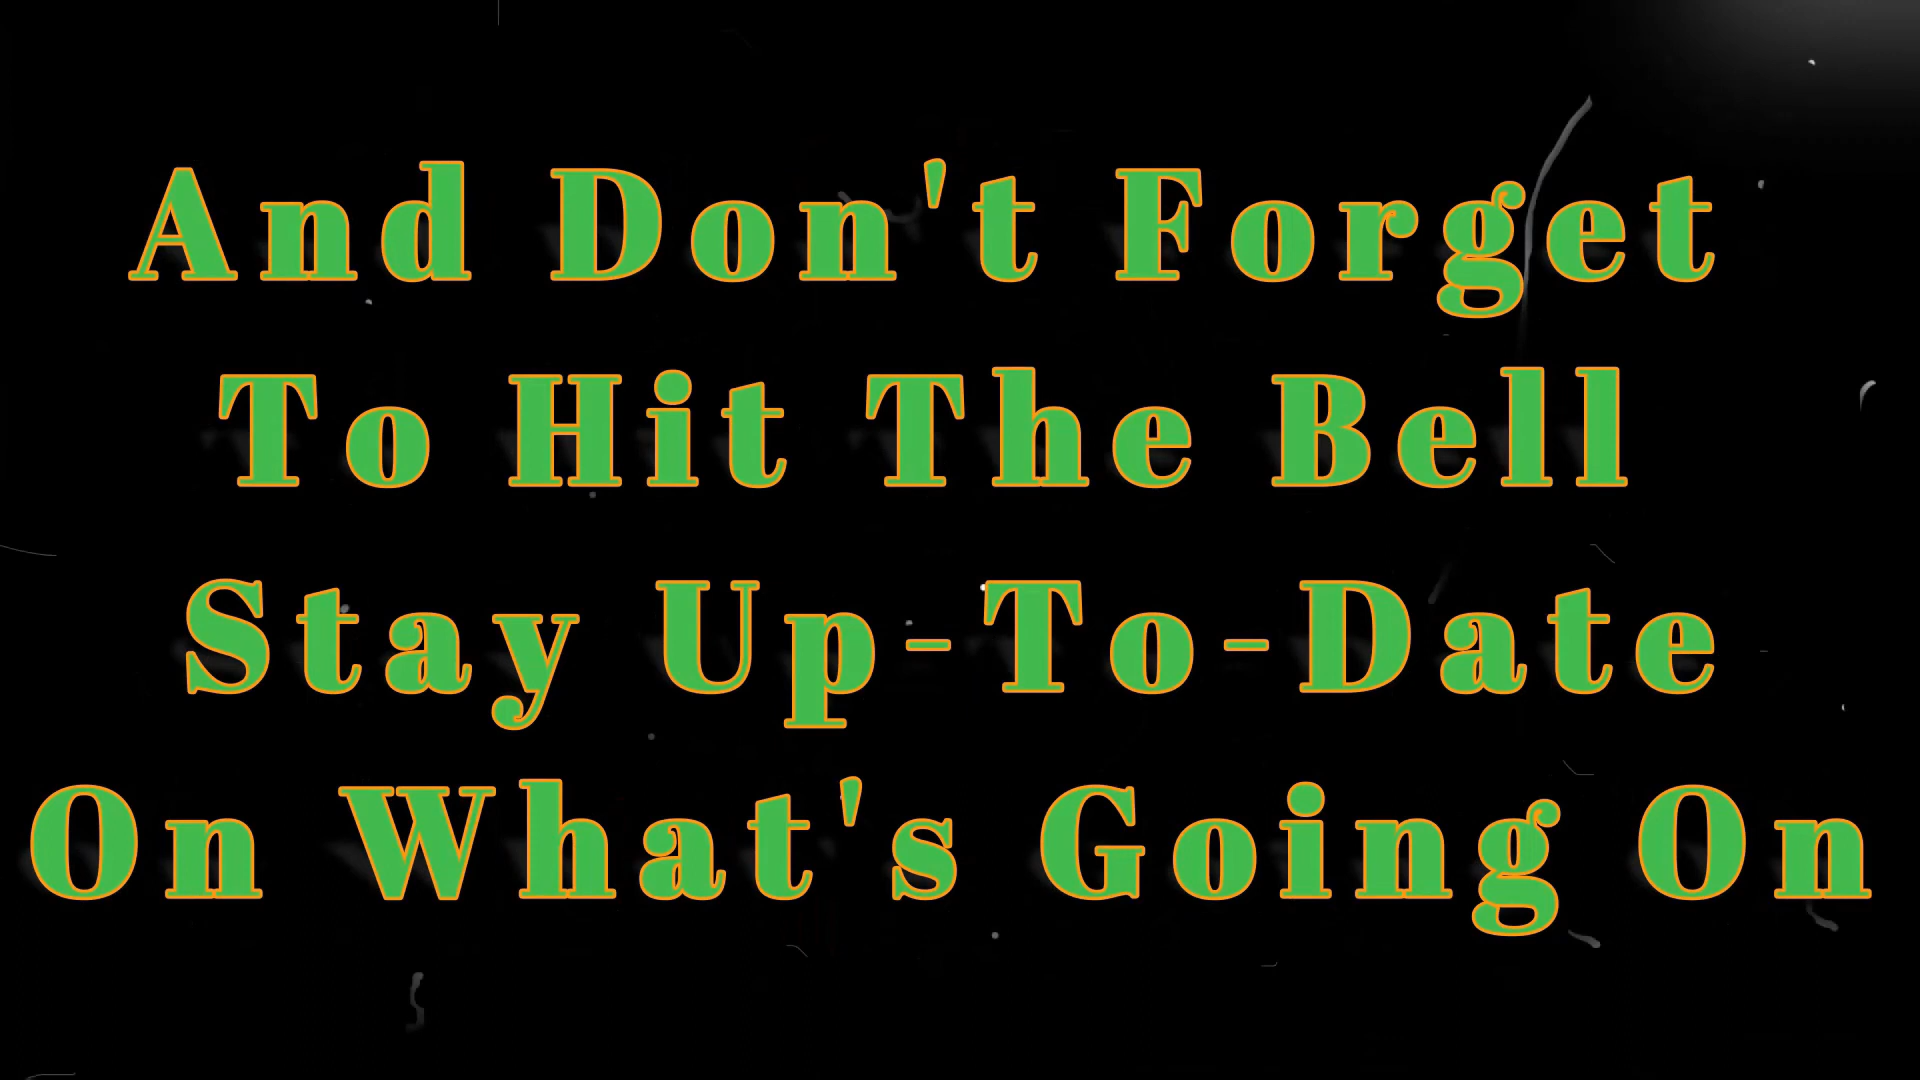 And Don't Forget
To Hit The Bell
Stay Up-To-Date
On What's Going On